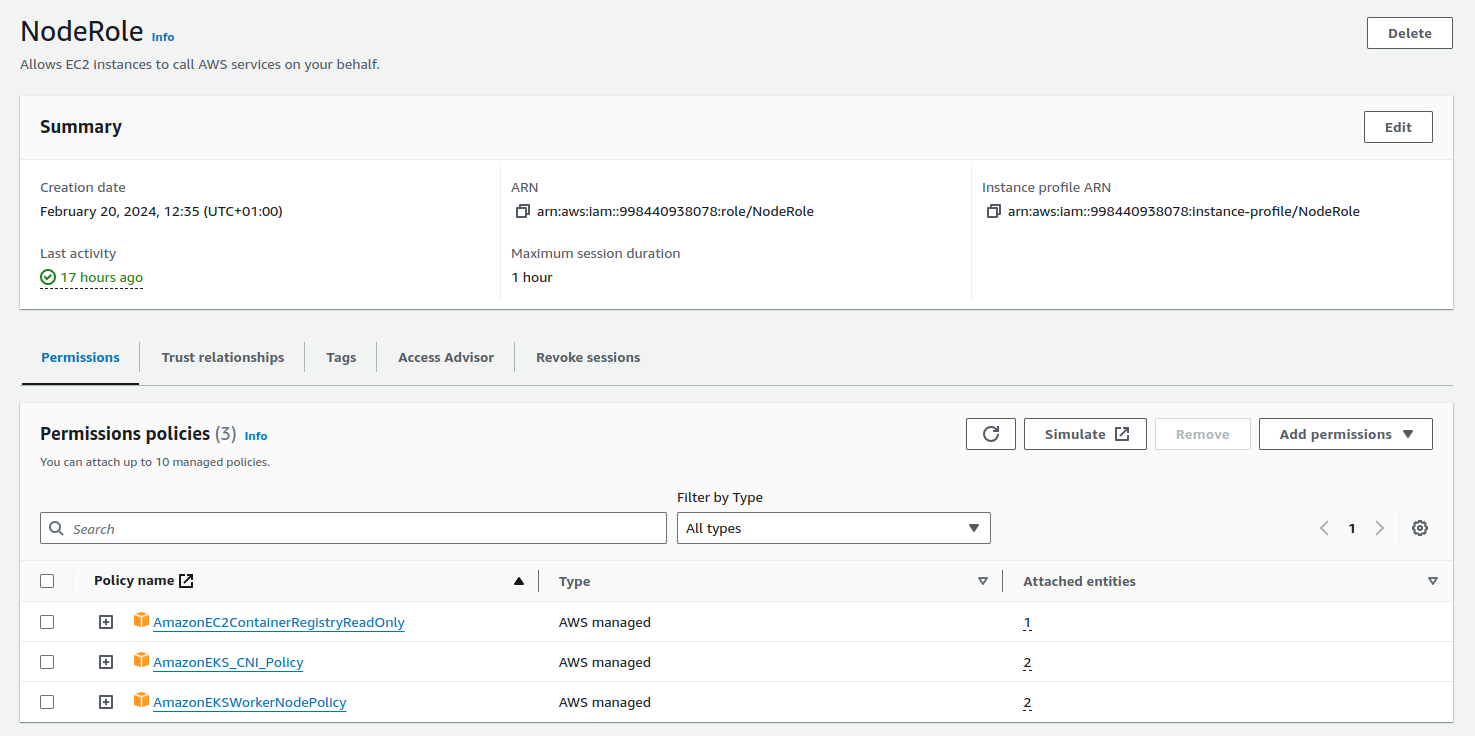 NodeRole Info
Delete
Allows EC2 instances to call AWS services on your behalf.
Summary
Edit
Creation date
February 20, 2024, 12:35 (UTC+01:00)
ARN
arn:aws:iam::998440938078:role/NodeRole
Instance profile ARN
arn:aws:iam::998440938078:instance-profile/NodeRole
Last activity
17 hours ago
Maximum session duration
1 hour
Permissions
Trust relationships
Tags
Access Advisor
Revoke sessions
Permissions policies (3) Info
You can attach up to 10 managed policies.
Simulate
Remove
Add permissions
Filter by Type
Search
All types
1
Policy name
Type
Attached entities
AmazonEC2ContainerRegistryReadOnly
AWS managed
1
AmazonEKS_CNI_Policy
AWS managed
2
AmazonEKSWorkerNodePolicy
AWS managed
2